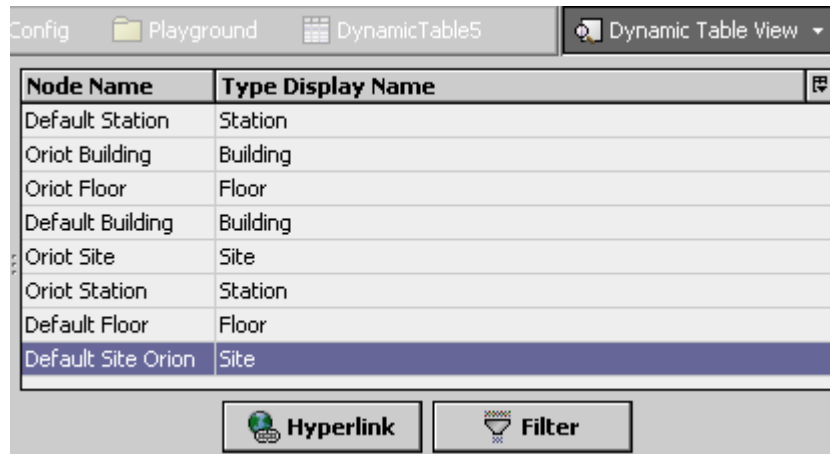 Config Playground DynamicTable5 Dynamic Table View
Node Name Type Display Name
Default Station Station
Oriot Building Building
Oriot Floor Floor
Default Building Building
Oriot Site Site
Oriot Station Station
Default Floor Floor
Default Site Orion Site
Hyperlink Filter